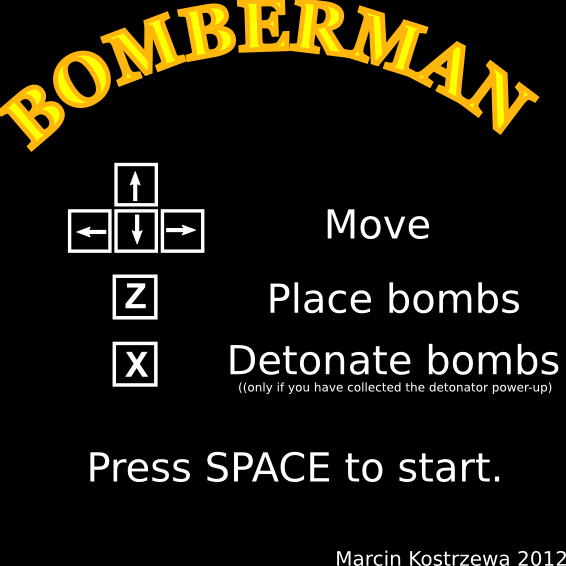 BOMBERMAN
Move
Z
Place bombs
X
Detonate bombs
((only if you have collected the detonator power-up)
Press SPACE to start.
Marcin Kostrzewa 2012